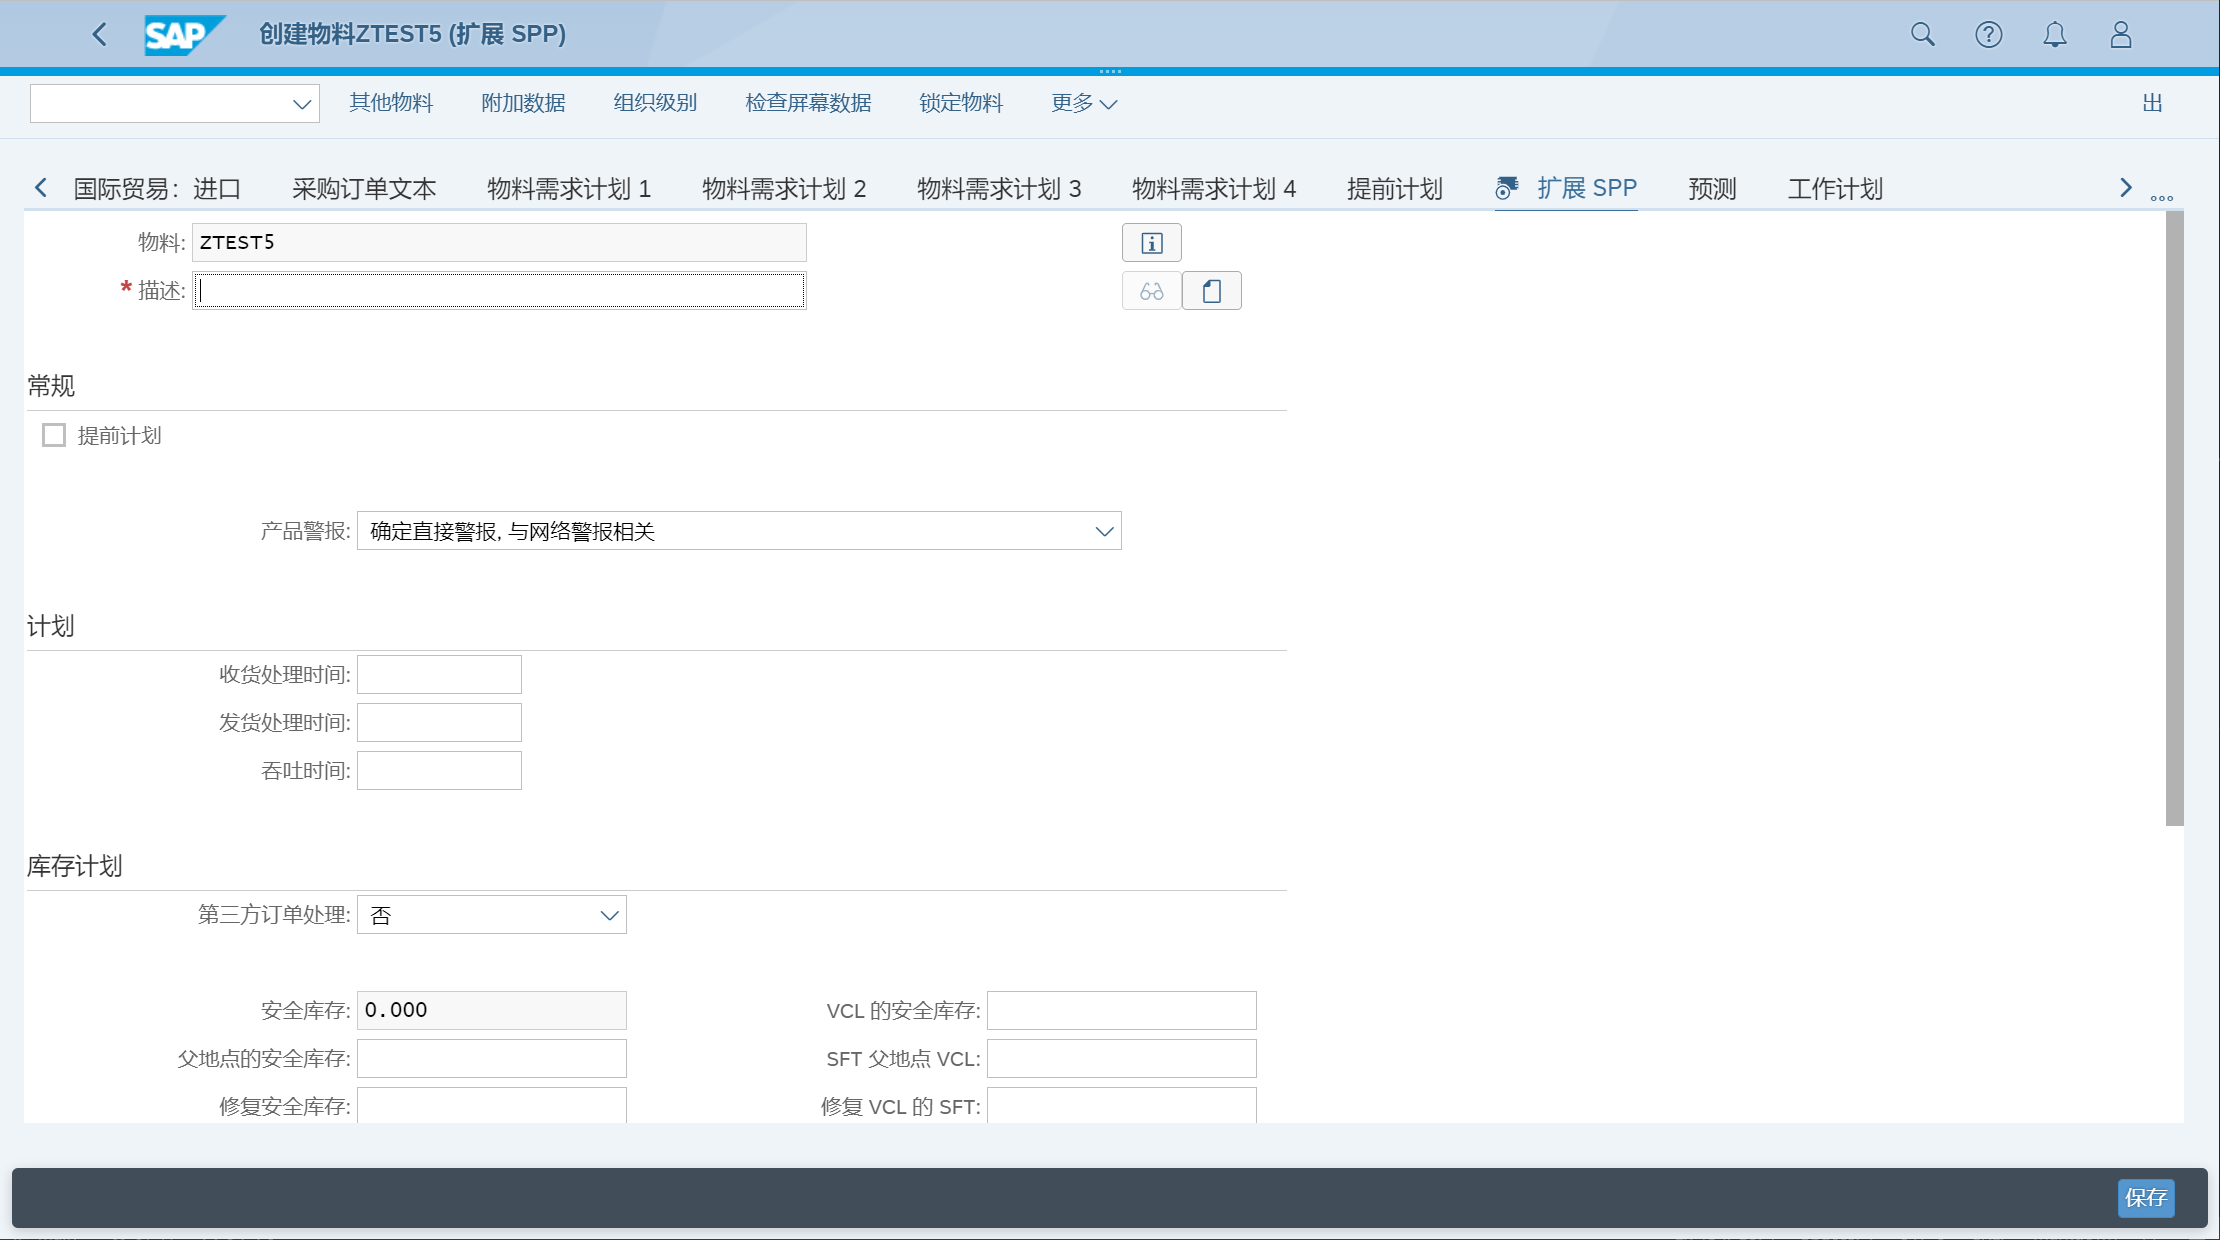 SAP 创建物料ZTEST5 (扩展 SPP)
其他物料 附加数据 组织级别 检查屏幕数据 锁定物料 更多 出
国际贸易：进口 采购订单文本 物料需求计划 1 物料需求计划 2 物料需求计划 3 物料需求计划 4 提前计划 扩展 SPP 预测 工作计划
物料: ZTEST5
* 描述:
常规
提前计划
产品警报: 确定直接警报, 与网络警报相关
计划
收货处理时间:
发货处理时间:
吞吐时间:
库存计划
第三方订单处理: 否
安全库存: 0.000 VCL 的安全库存:
父地点的安全库存: SFT 父地点 VCL:
修复安全库存: 修复 VCL 的 SFT:
保存